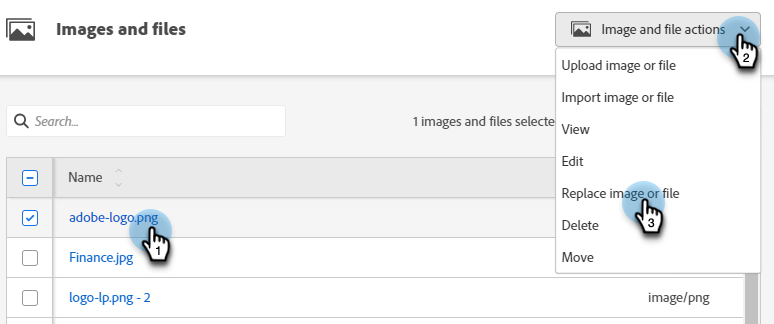 Images and files
Image and file actions
2
Upload image or file
Import image or file
View
Edit
Replace image or file
3
Delete
Move
Search...
1 images and files selected
Name
adobe-logo.png
1
Finance.jpg
logo-lp.png - 2
image/png